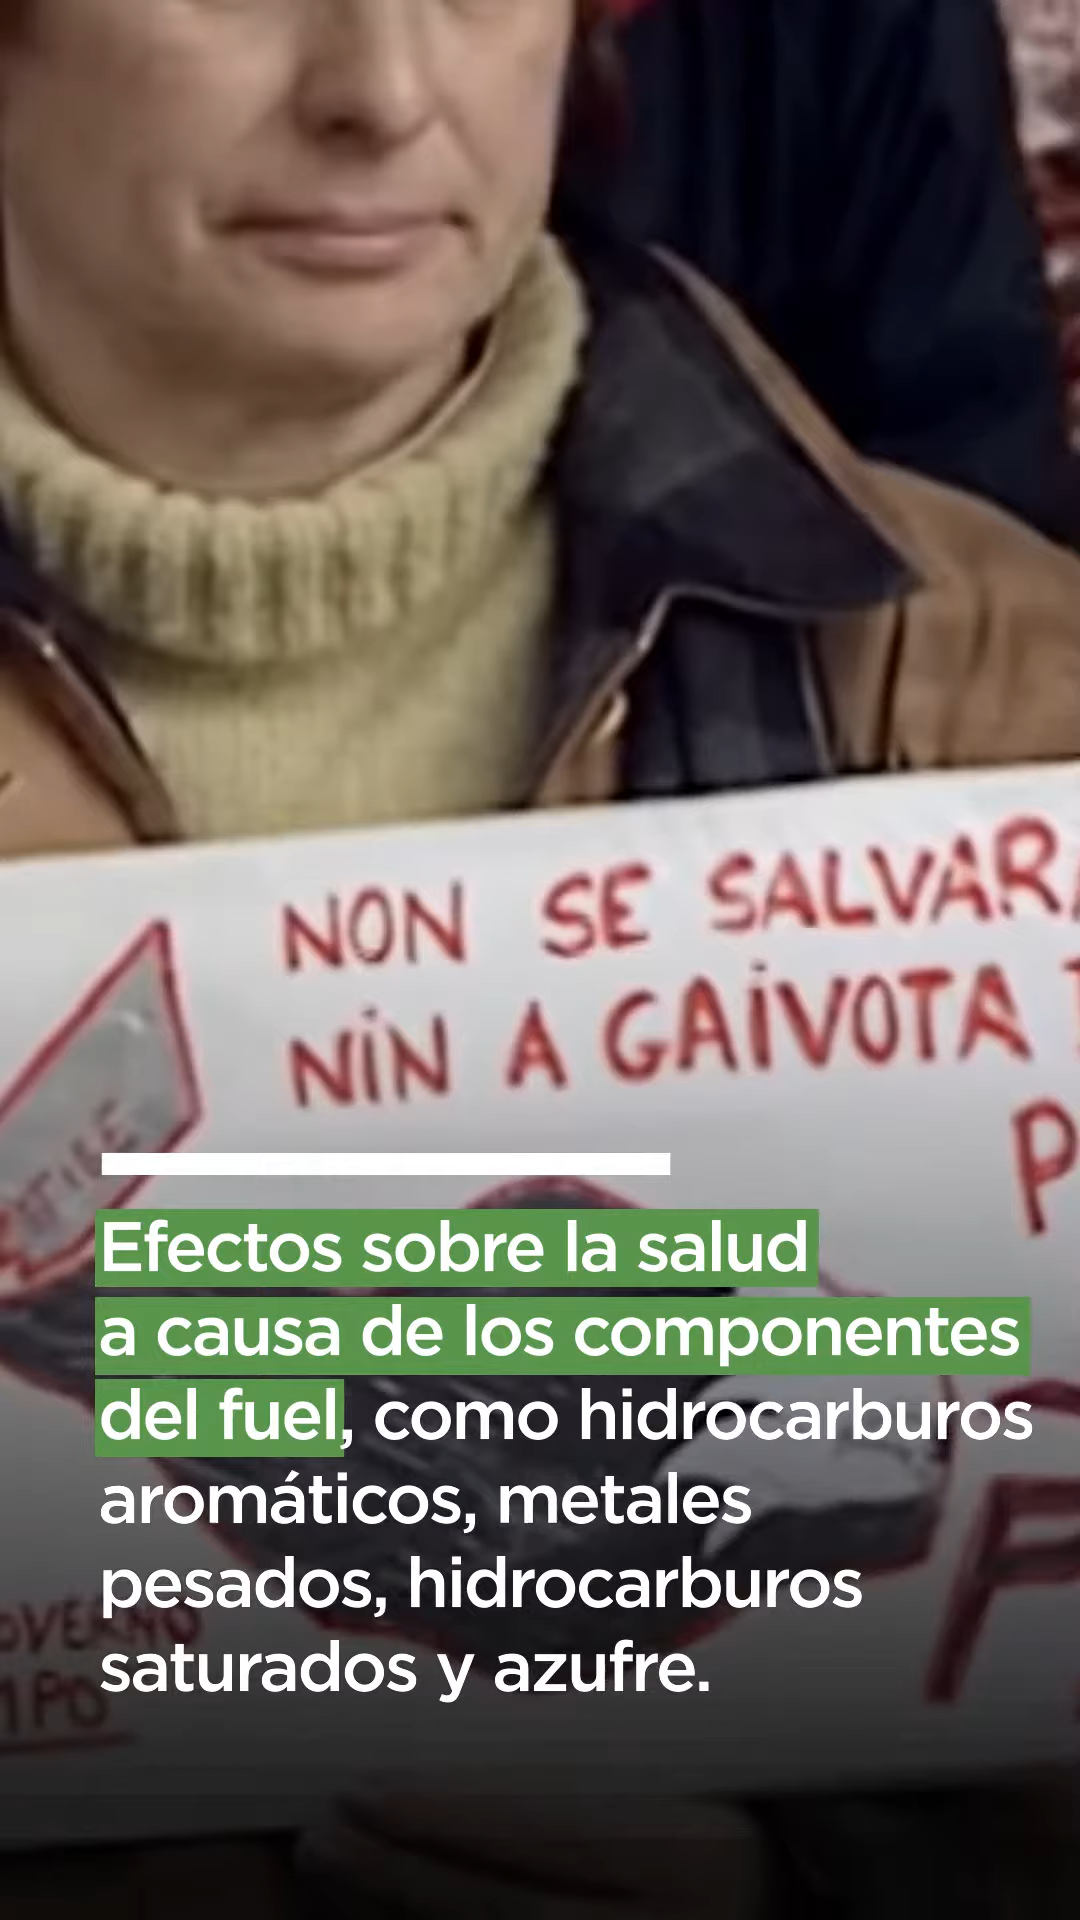 NON SE SALVARA
NIN A GAIVOTA
P
Efectos sobre la salud
a causa de los componentes
del fuel, como hidrocarburos
aromáticos, metales
pesados, hidrocarburos
saturados y azufre.